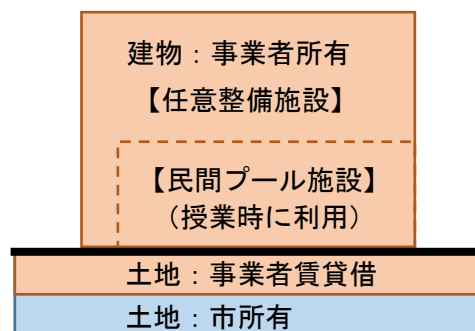 建物：事業者所有
【任意整備施設】
【民間プール施設】
（授業時に利用）
土地：事業者賃貸借
土地：市所有